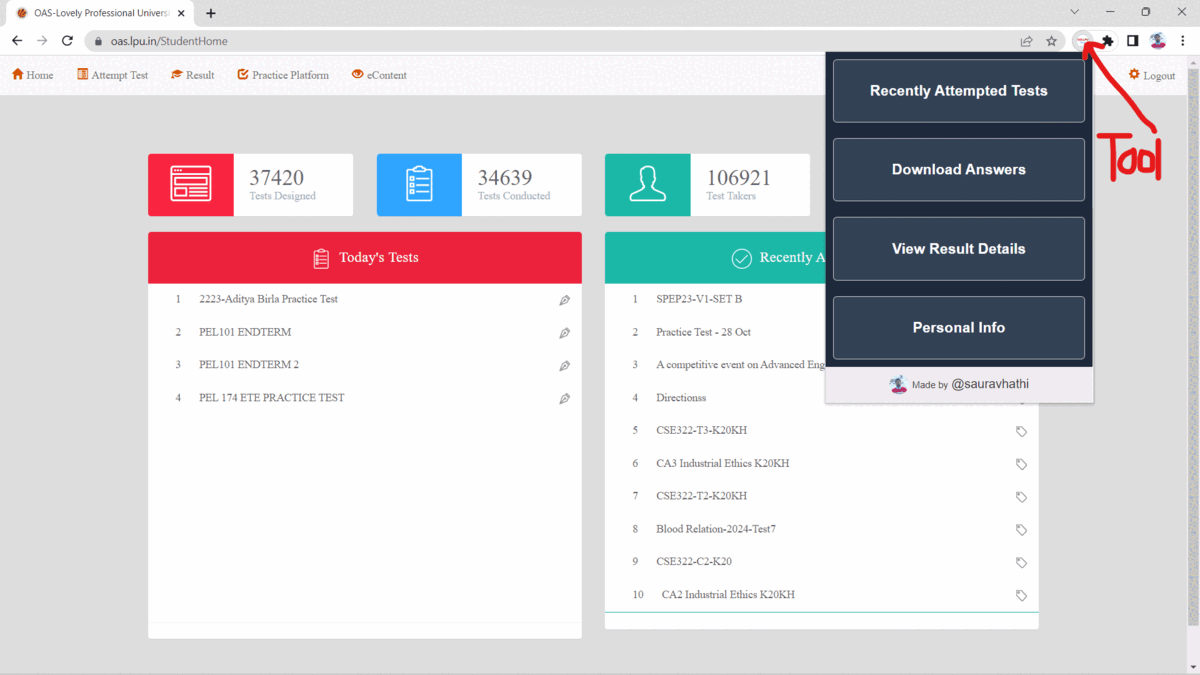 OAS-Lovely Professional Universi
oas.lpu.in/StudentHome
Home Attempt Test Result Practice Platform eContent Logout
Recently Attempted Tests
Download Answers
View Result Details
Personal Info
Made by @sauravhathi
Tool
37420
Tests Designed
34639
Tests Conducted
106921
Test Takers
Today's Tests
1 2223-Aditya Birla Practice Test
2 PEL101 ENDTERM
3 PEL101 ENDTERM 2
4 PEL 174 ETE PRACTICE TEST
Recently A
1 SPEP23-V1-SET B
2 Practice Test - 28 Oct
3 A competitive event on Advanced Eng
4 Directionss
5 CSE322-T3-K20KH
6 CA3 Industrial Ethics K20KH
7 CSE322-T2-K20KH
8 Blood Relation-2024-Test7
9 CSE322-C2-K20
10 CA2 Industrial Ethics K20KH